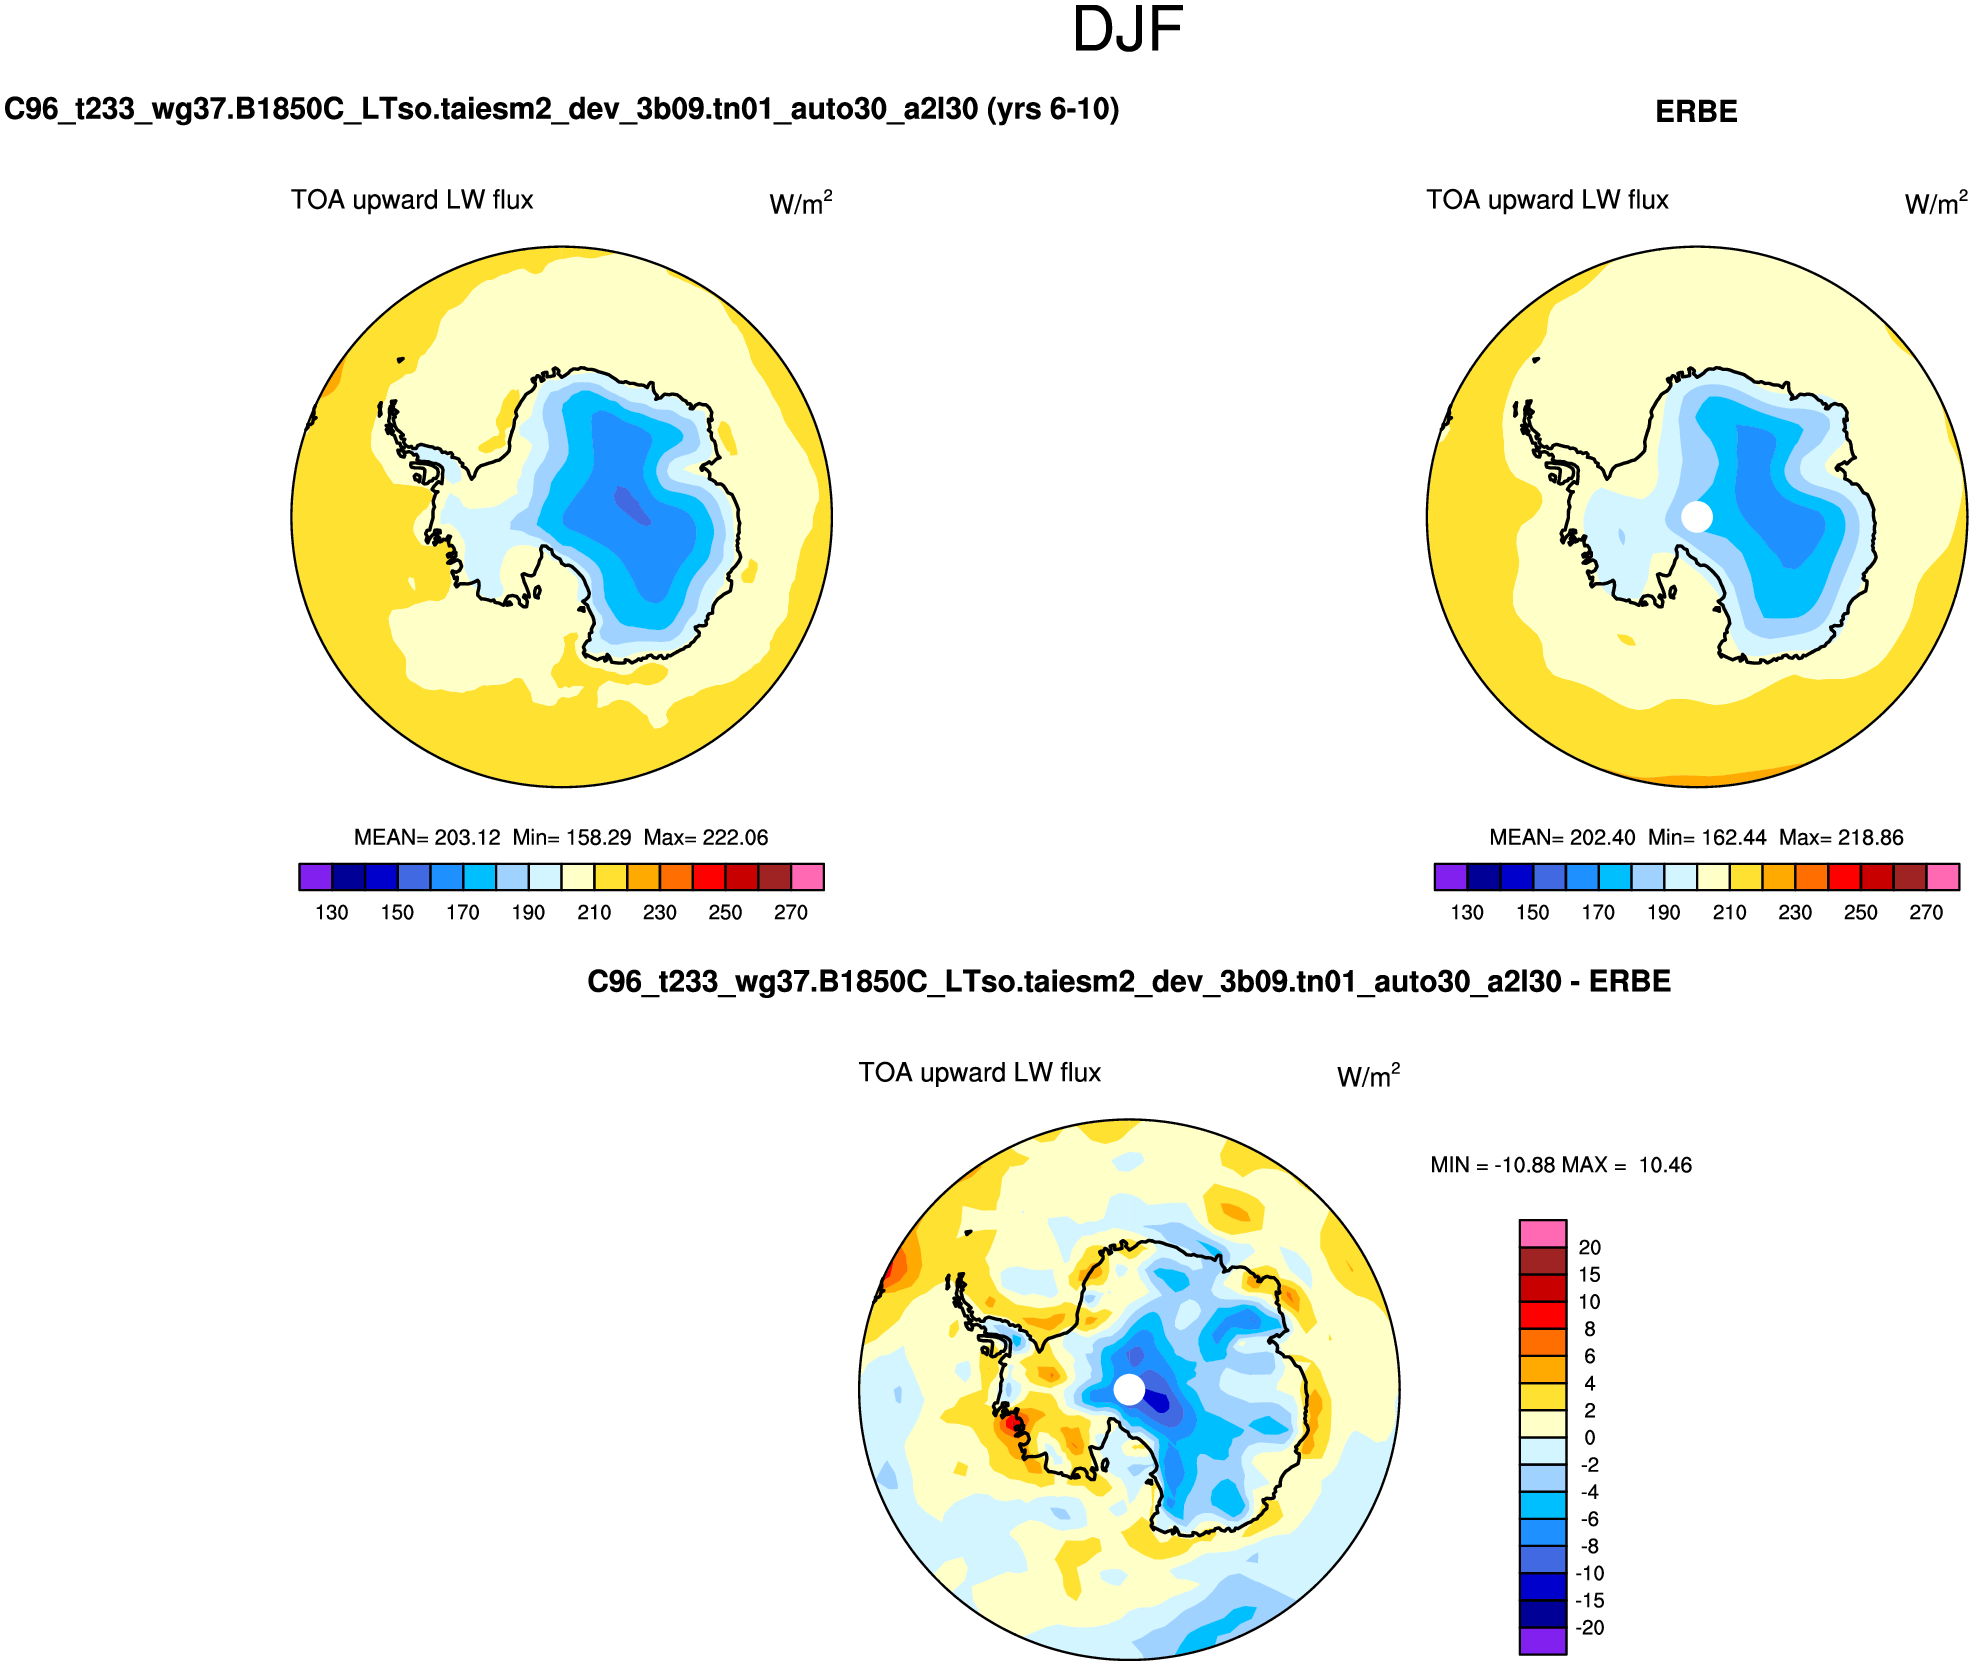 DJF
C96_t233_wg37.B1850C_LTso.taiesm2_dev_3b09.tn01_auto30_a2l30 (yrs 6-10)
ERBE
TOA upward LW flux W/m²
TOA upward LW flux W/m²
MEAN= 203.12 Min= 158.29 Max= 222.06
MEAN= 202.40 Min= 162.44 Max= 218.86
130 150 170 190 210 230 250 270
130 150 170 190 210 230 250 270
C96_t233_wg37.B1850C_LTso.taiesm2_dev_3b09.tn01_auto30_a2l30 - ERBE
TOA upward LW flux W/m²
MIN = -10.88 MAX = 10.46
20
15
10
8
6
4
2
0
-2
-4
-6
-8
-10
-15
-20